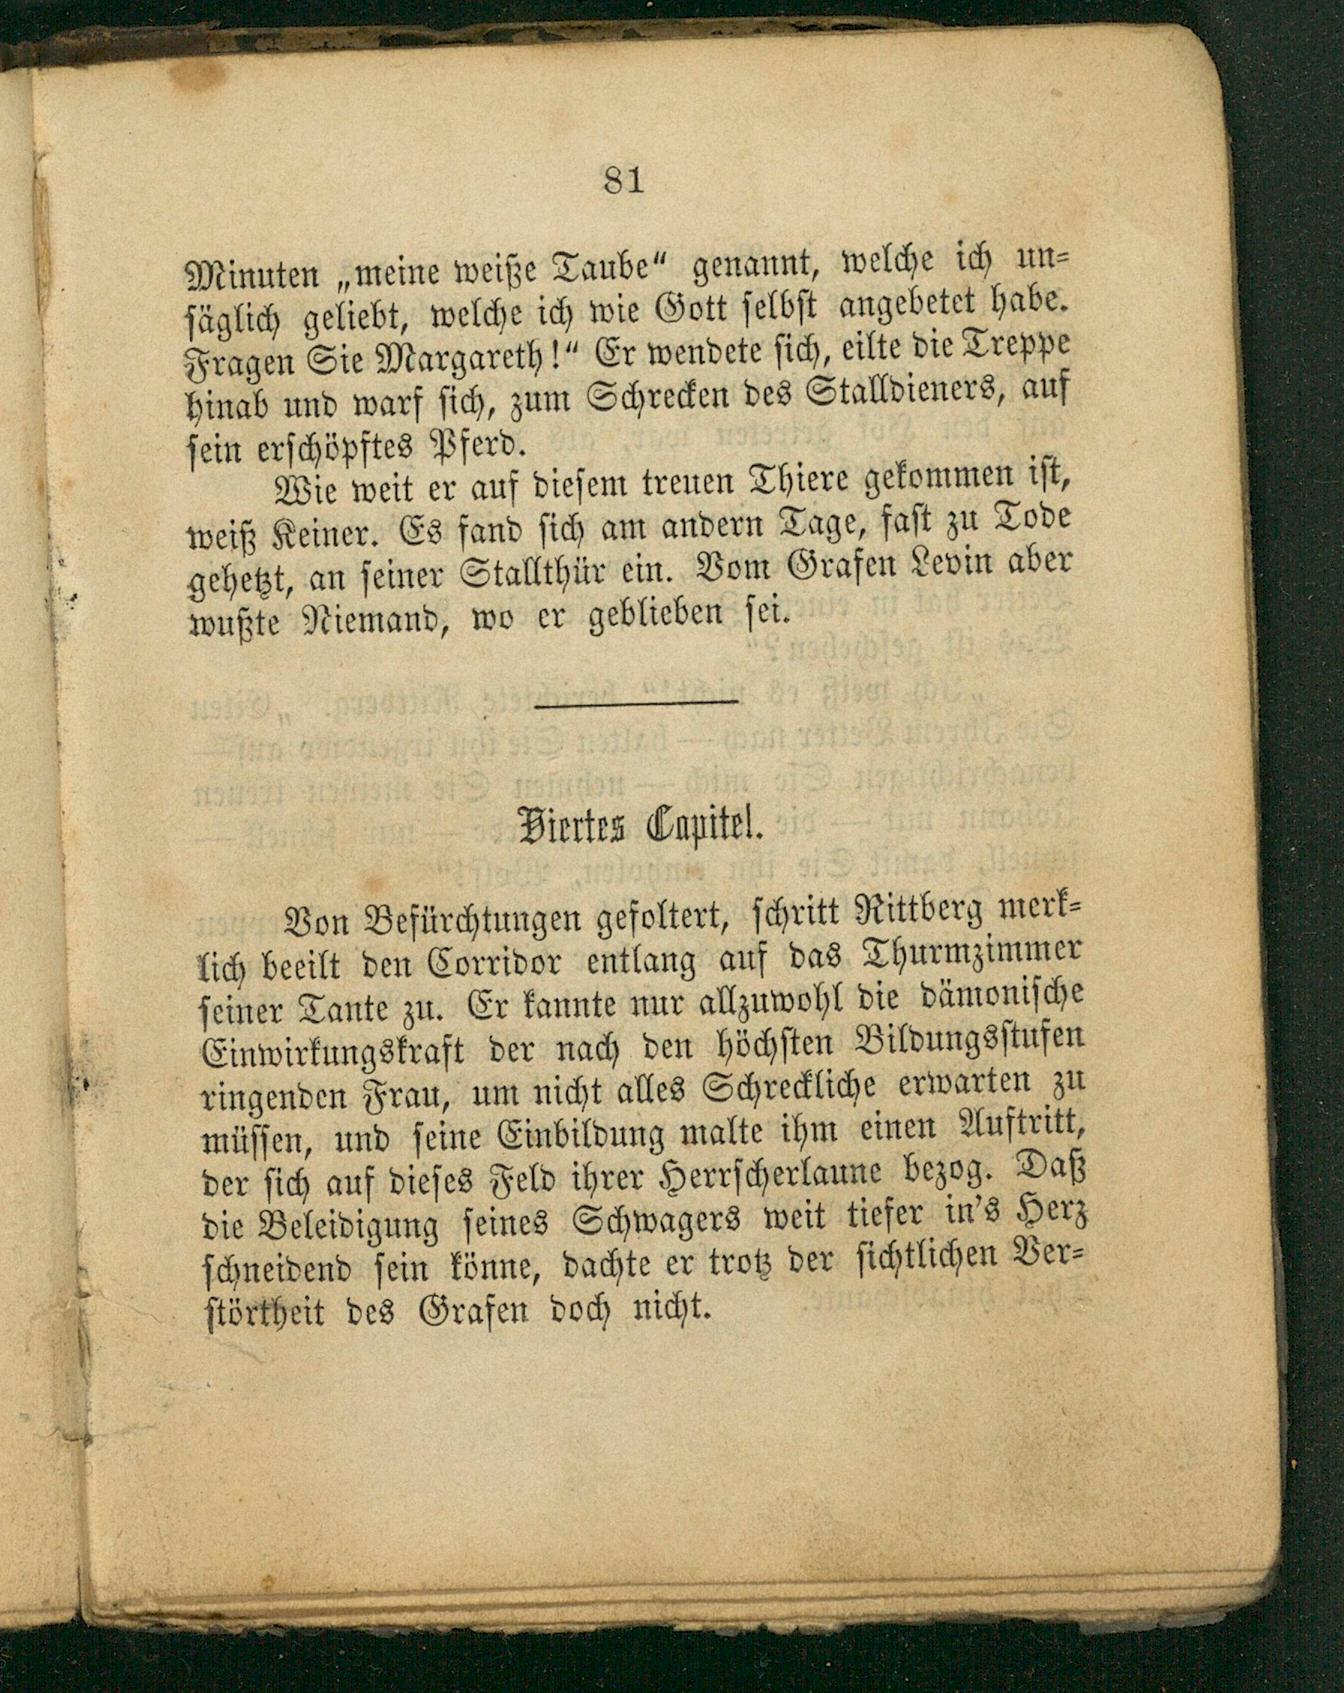 81
Minuten „meine weiße Taube“ genannt, welche ich un-
säglich geliebt, welche ich wie Gott selbst angebetet habe.
Fragen Sie Margareth!“ Er wendete sich, eilte die Treppe
hinab und warf sich, zum Schrecken des Stalldieners, auf
sein erschöpftes Pferd.
Wie weit er auf diesem treuen Thiere gekommen ist,
weiß Keiner. Es fand sich am andern Tage, fast zu Tode
gehetzt, an seiner Stallthür ein. Vom Grafen Levin aber
wußte Niemand, wo er geblieben sei.
Viertes Capitel.
Von Befürchtungen gefoltert, schritt Rittberg merk-
lich beeilt den Corridor entlang auf das Thurmzimmer
seiner Tante zu. Er kannte nur allzuwohl die dämonische
Einwirkungskraft der nach den höchsten Bildungsstufen
ringenden Frau, um nicht alles Schreckliche erwarten zu
müssen, und seine Einbildung malte ihm einen Auftritt,
der sich auf dieses Feld ihrer Herrscherlaune bezog. Daß
die Beleidigung seines Schwagers weit tiefer in's Herz
schneidend sein könne, dachte er trotz der sichtlichen Ver-
störtheit des Grafen doch nicht.